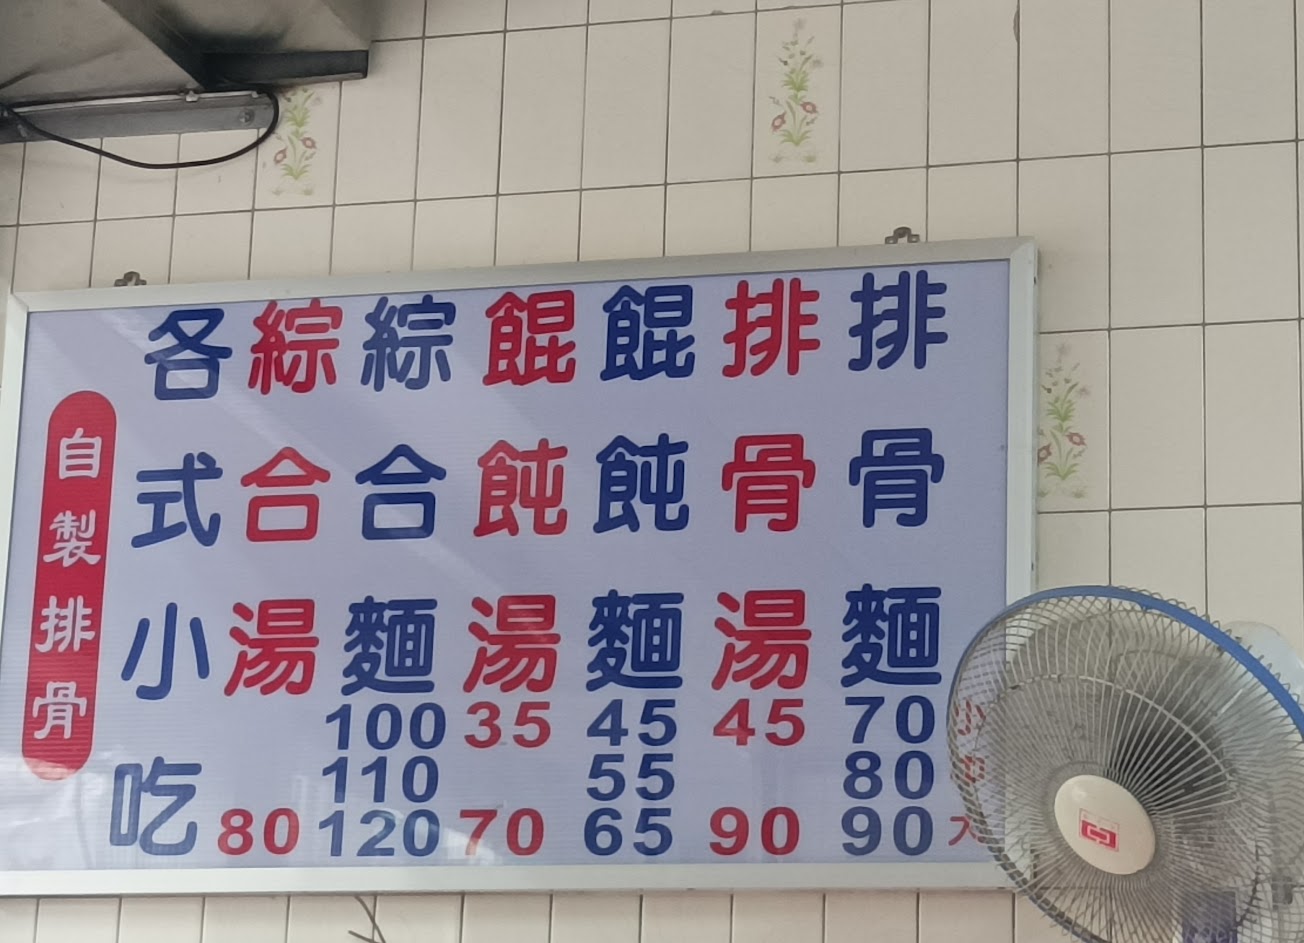 小
大
排骨麵 70 80 90
排骨湯 45 90
餛飩麵 45 55 65
餛飩湯 35 70
綜合麵 100 110 120
綜合湯 80
各式小吃
自製排骨